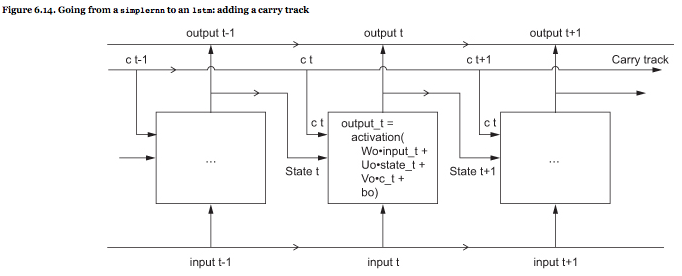 Figure 6.14. Going from a simplernn to an lstm: adding a carry track
output t-1
output t
output t+1
c t-1
c t
c t+1
Carry track
c t
output_t =
activation(
Wo•input_t +
Uo•state_t +
Vo•c_t +
bo)
c t
...
...
State t
State t+1
input t-1
input t
input t+1